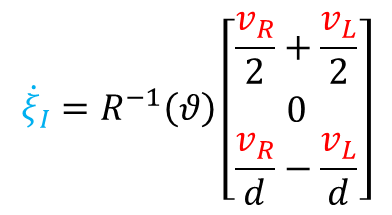 ξ̇_I = R⁻¹(ϑ) [ v_R/2 + v_L/2
0
v_R/d − v_L/d ]